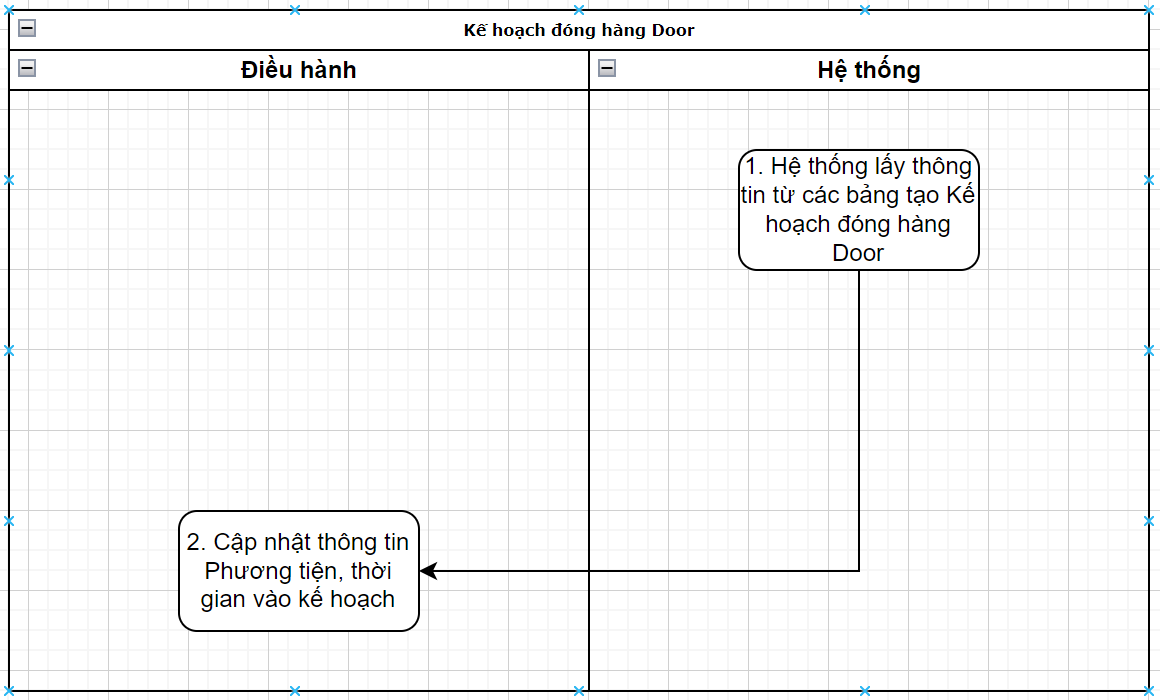 Kế hoạch đóng hàng Door
Điều hành
Hệ thống
1. Hệ thống lấy thông
tin từ các bảng tạo Kế
hoạch đóng hàng
Door
2. Cập nhật thông tin
Phương tiện, thời
gian vào kế hoạch